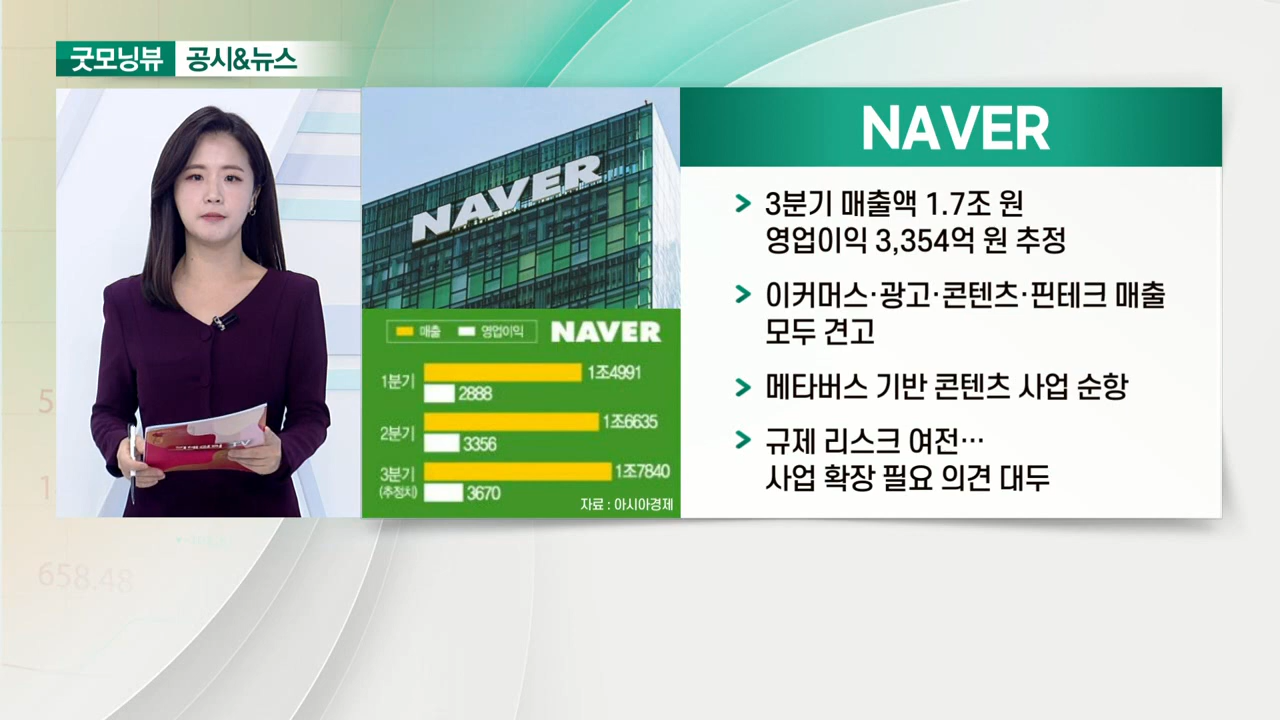 굿모닝뷰 공시&뉴스
NAVER
NAVER
3분기 매출액 1.7조 원
영업이익 3,354억 원 추정
이커머스·광고·콘텐츠·핀테크 매출
모두 견고
메타버스 기반 콘텐츠 사업 순항
규제 리스크 여전…
사업 확장 필요 의견 대두
매출 영업이익 NAVER
1분기 1조4991
2888
2분기 1조6635
3356
3분기 1조7840
(추정치) 3670
자료 : 아시아경제
658.48